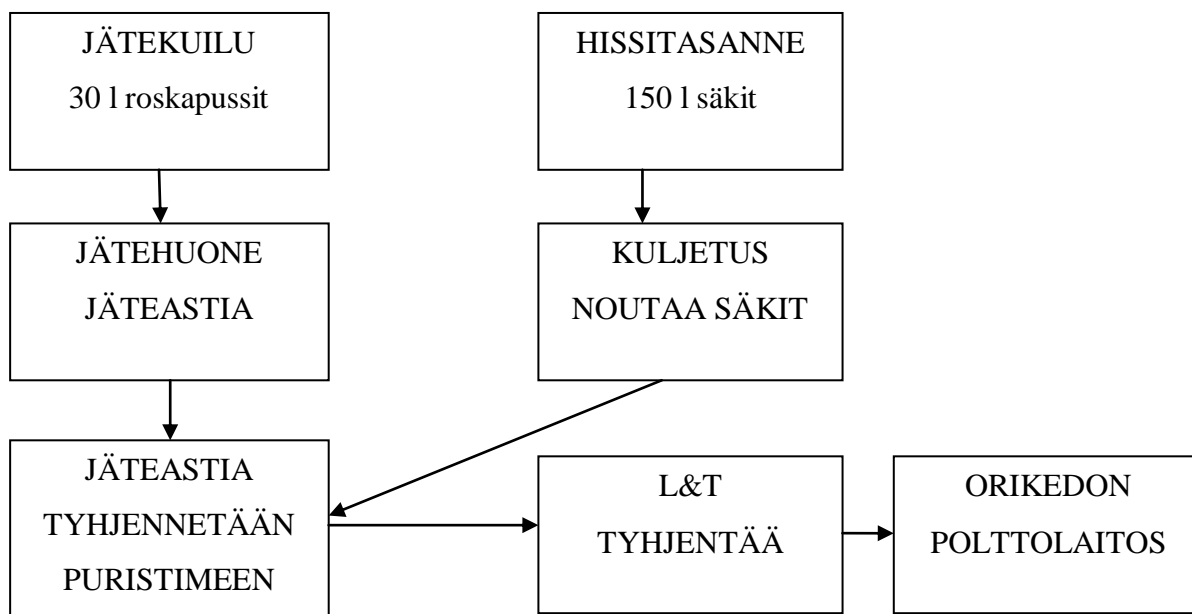 JÄTEKUILU
30 l roskapussit
HISSITASANNE
150 l säkit
JÄTEHUONE
JÄTEASTIA
KULJETUS
NOUTAA SÄKIT
JÄTEASTIA
TYHJENNETÄÄN
PURISTIMEEN
L&T
TYHJENTÄÄ
ORIKEDON
POLTTOLAITOS